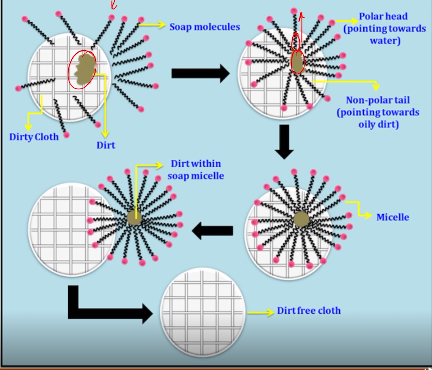 Soap molecules
Polar head
(pointing towards
water)
Non-polar tail
(pointing towards
oily dirt)
Dirty Cloth
Dirt
Dirt within
soap micelle
Micelle
Dirt free cloth